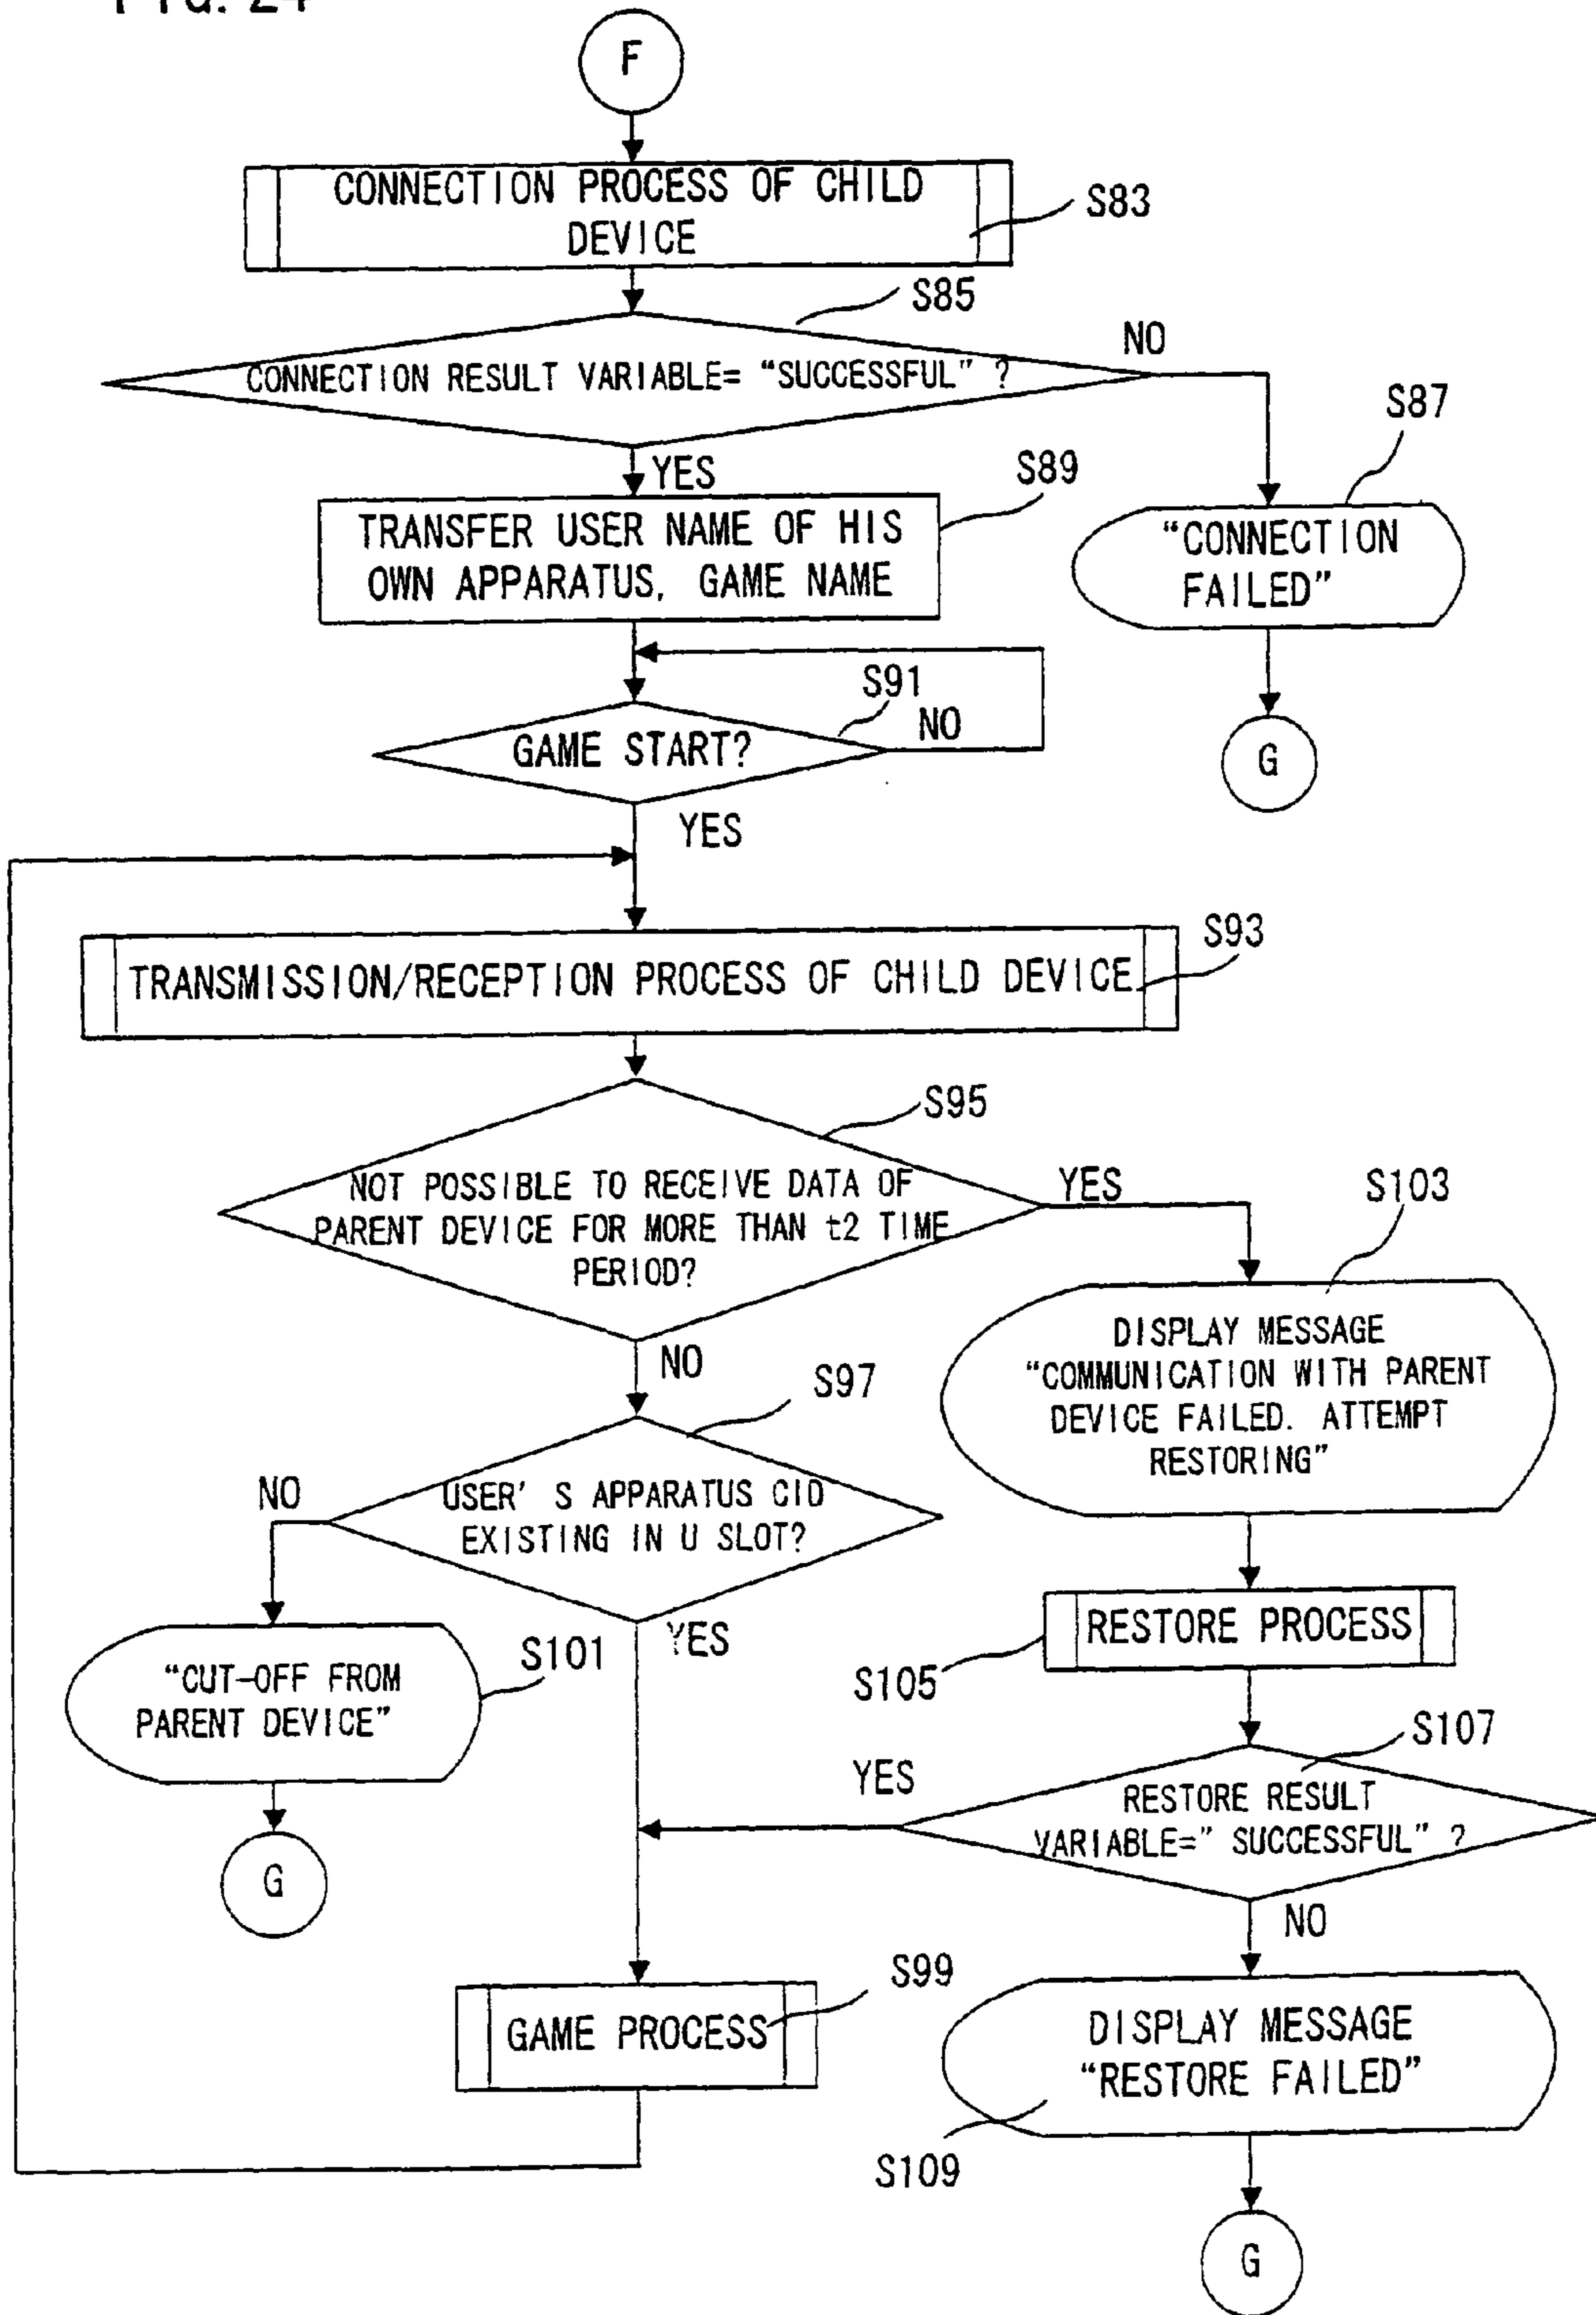 FIG. 24
F
CONNECTION PROCESS OF CHILD
DEVICE
S83
S85
CONNECTION RESULT VARIABLE= “SUCCESSFUL” ?
NO
S87
YES
S89
TRANSFER USER NAME OF HIS
OWN APPARATUS, GAME NAME
“CONNECTION
FAILED”
S91
GAME START?
NO
G
YES
S93
TRANSMISSION/RECEPTION PROCESS OF CHILD DEVICE
S95
NOT POSSIBLE TO RECEIVE DATA OF
PARENT DEVICE FOR MORE THAN t2 TIME
PERIOD?
YES
S103
NO
DISPLAY MESSAGE
“COMMUNICATION WITH PARENT
DEVICE FAILED. ATTEMPT
RESTORING”
S97
USER' S APPARATUS CID
EXISTING IN U SLOT?
NO
YES
S101
“CUT-OFF FROM
PARENT DEVICE”
G
RESTORE PROCESS
S105
S107
RESTORE RESULT
VARIABLE=” SUCCESSFUL” ?
YES
NO
S99
GAME PROCESS
DISPLAY MESSAGE
“RESTORE FAILED”
S109
G